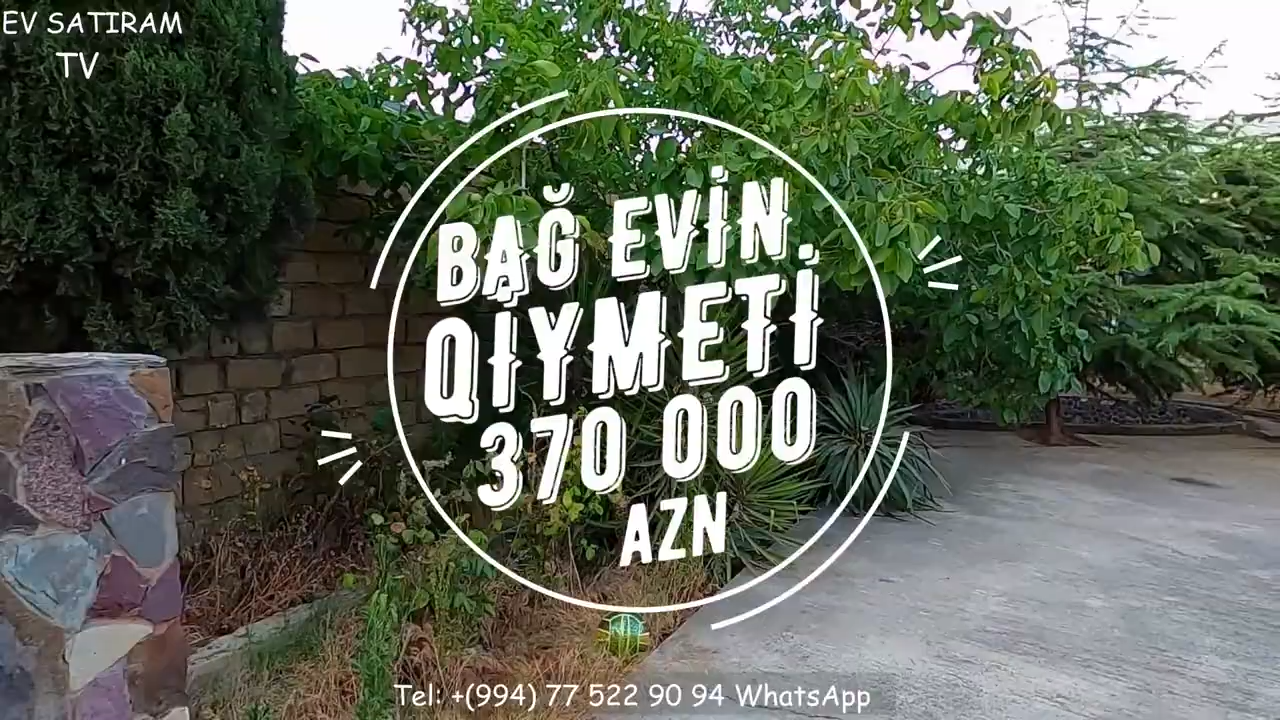 EV SATIRAM
TV
BAĞ EVİN
QİYMETİ
370 000
AZN
Tel: +(994) 77 522 90 94 WhatsApp